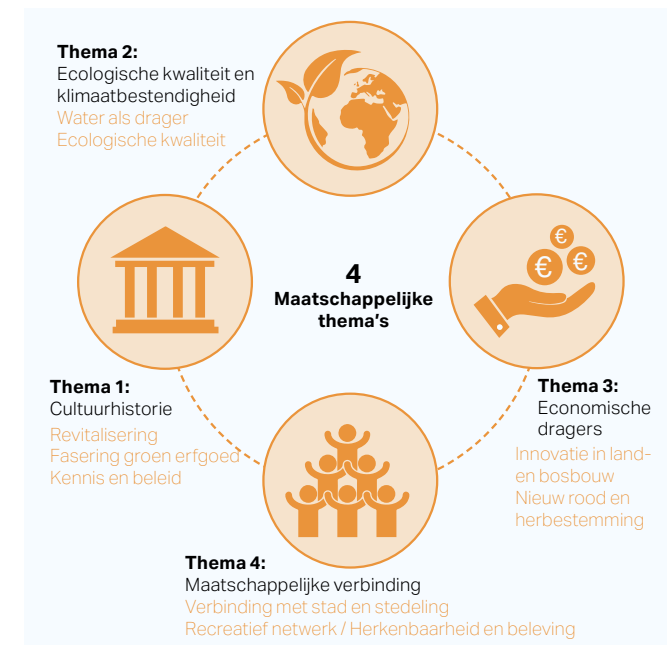 Thema 2:
Ecologische kwaliteit en
klimaatbestendigheid
Water als drager
Ecologische kwaliteit
€
€
€
4
Maatschappelijke
thema's
Thema 1:
Cultuurhistorie
Revitalisering
Fasering groen erfgoed
Kennis en beleid
Thema 3:
Economische
dragers
Innovatie in land-
en bosbouw
Nieuw rood en
herbestemming
Thema 4:
Maatschappelijke verbinding
Verbinding met stad en stedeling
Recreatief netwerk / Herkenbaarheid en beleving